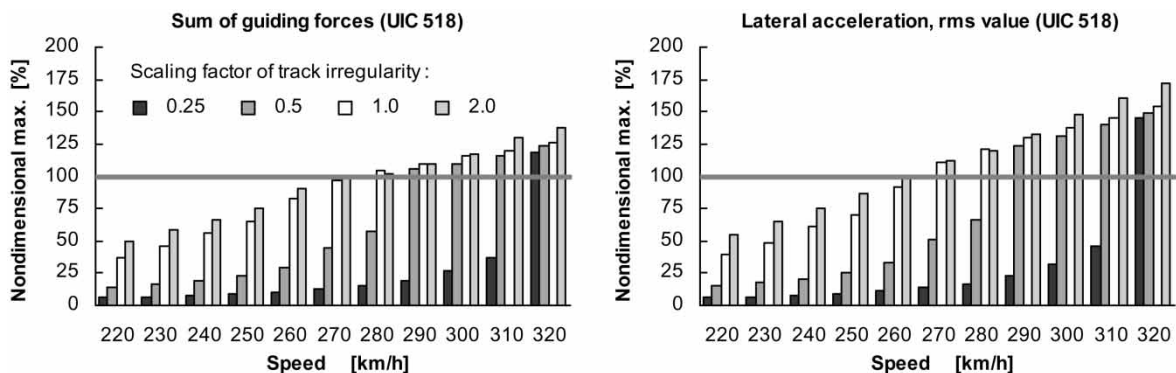 Sum of guiding forces (UIC 518)
Nondimensional max. [%]
200
175
150
125
100
75
50
25
0
Scaling factor of track irregularity :
0.25 0.5 1.0 2.0
220 230 240 250 260 270 280 290 300 310 320
Speed [km/h]
Lateral acceleration, rms value (UIC 518)
Nondimensional max. [%]
200
175
150
125
100
75
50
25
0
220 230 240 250 260 270 280 290 300 310 320
Speed [km/h]